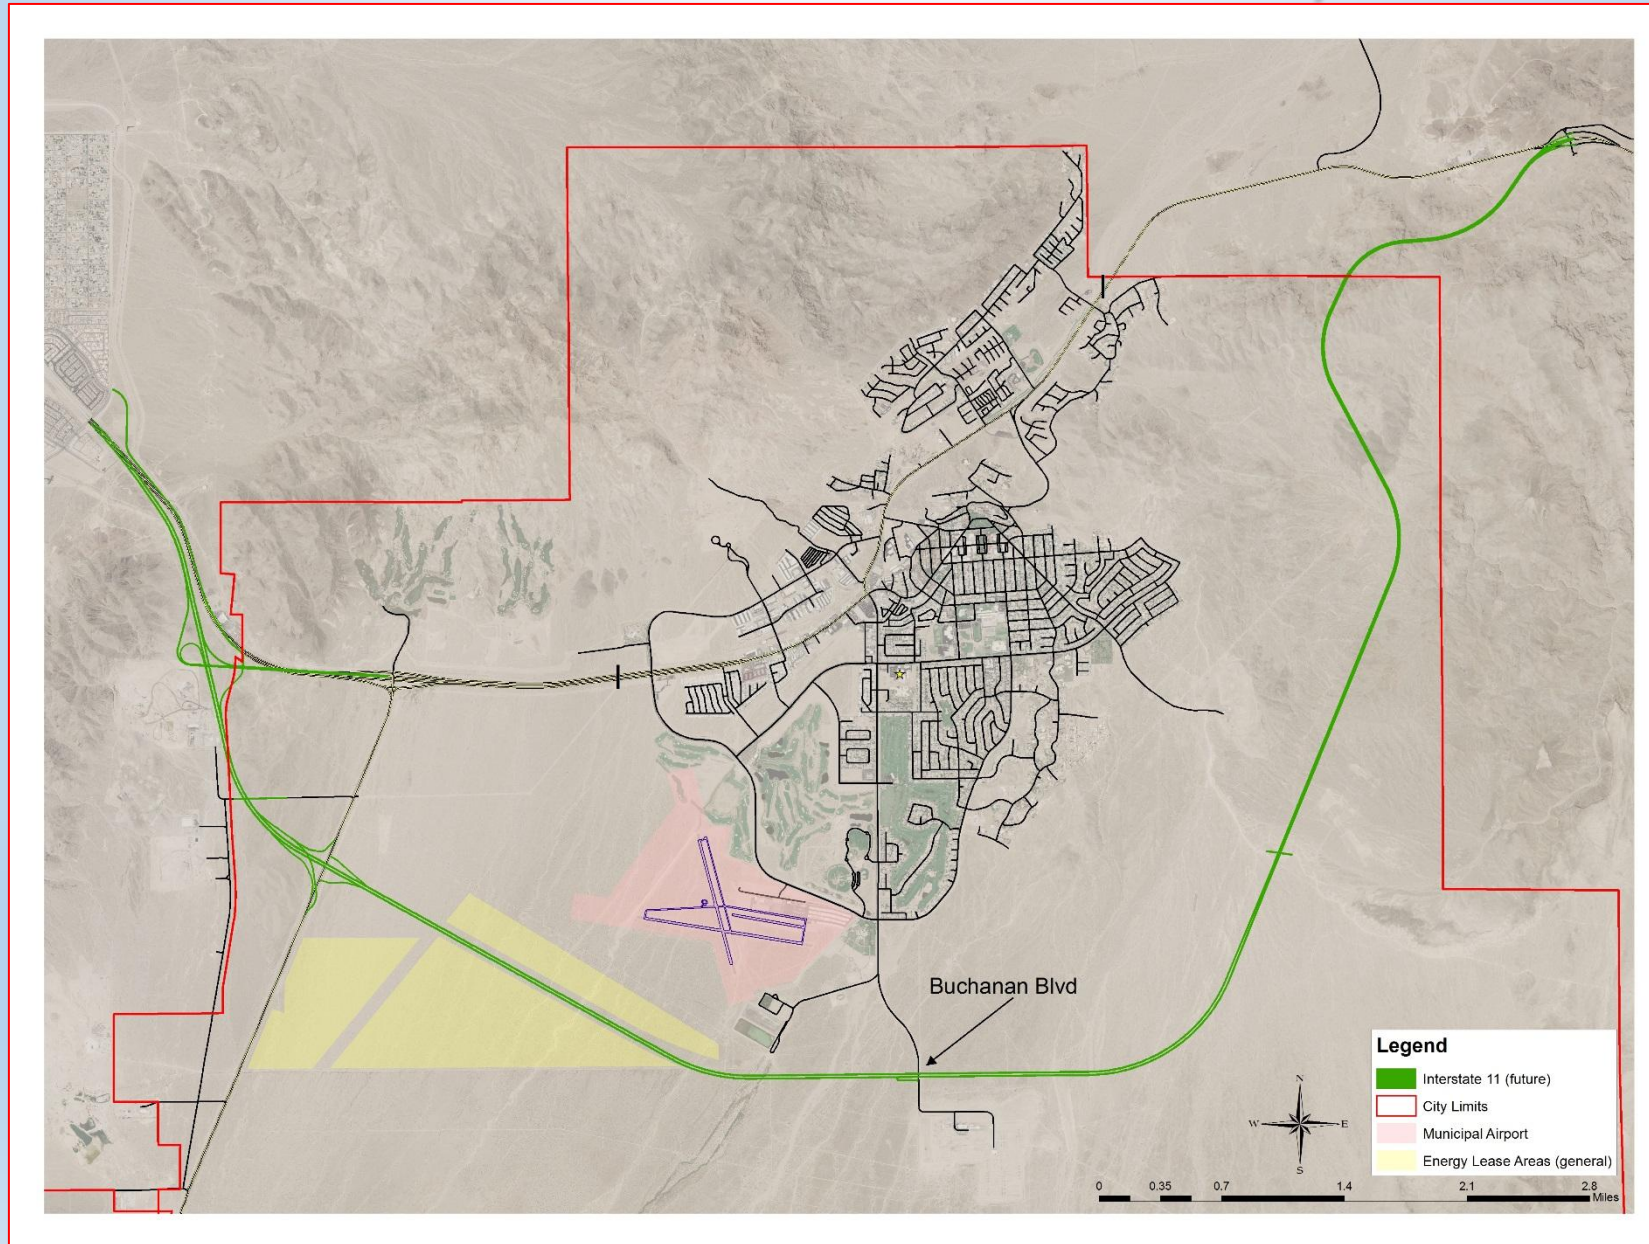 Buchanan Blvd
Legend
Interstate 11 (future)
City Limits
Municipal Airport
Energy Lease Areas (general)
N
W E
S
0 0.35 0.7 1.4 2.1 2.8
Miles